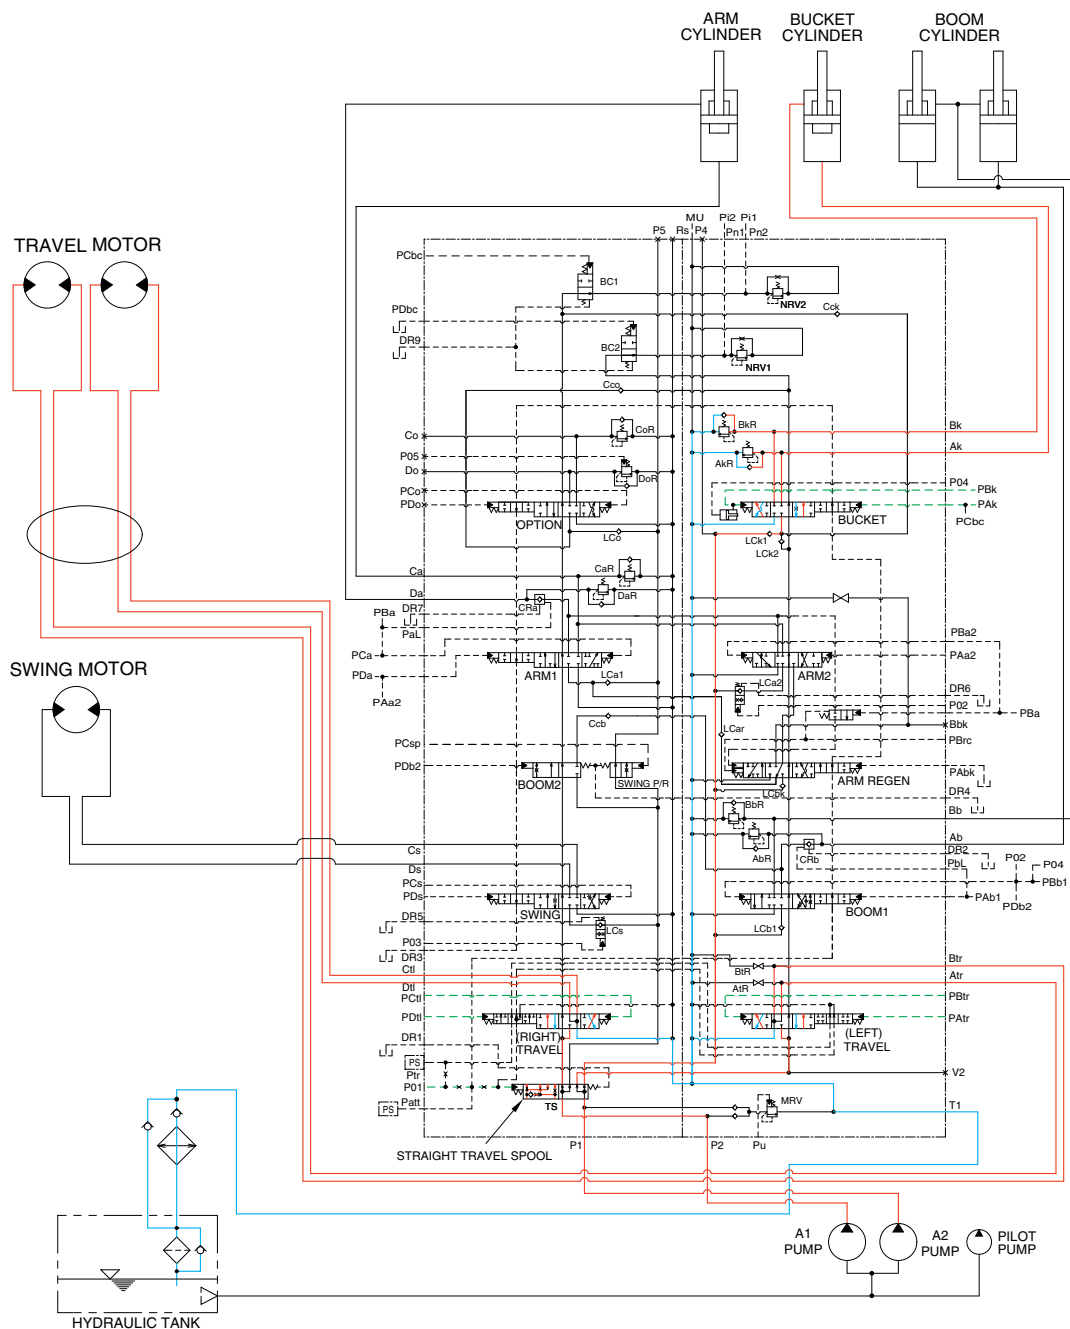 ARM
CYLINDER
BUCKET
CYLINDER
BOOM
CYLINDER
TRAVEL MOTOR
SWING MOTOR
MU
Pi2
Pi1
P5
Rs
P4
Pn1
Pn2
PCbc
BC1
NRV2
Cck
PDbc
DR9
BC2
NRV1
Cco
Co
CoR
BkR
Bk
P05
Do
DoR
AkR
Ak
PCo
PDo
OPTION
P04
PBk
PAk
BUCKET
PCbc
LCo
LCk1
LCk2
Ca
CaR
Da
DaR
CRa
PBa
DR7
PaL
PCa
PDa
PAa2
ARM1
LCa1
Ccb
PBa2
PAa2
ARM2
LCa2
DR6
P02
PBa
LCar
Bbk
PBrc
PCsp
PDb2
BOOM2
SWING P/R
ARM REGEN
PAbk
LCbk
DR4
BbR
Bb
AbR
Ab
CRb
DR2
PbL
P02
P04
PBb1
PAb1
PDb2
Cs
Ds
PCs
PDs
SWING
BOOM1
DR5
LCs
LCb1
P03
DR3
Ctl
BtR
Btr
AtR
Atr
Dtl
PCtl
PBtr
PDtl
PAtr
(RIGHT)
TRAVEL
(LEFT)
TRAVEL
DR1
PS
Ptr
P01
V2
Patt
PS
TS
MRV
T1
STRAIGHT TRAVEL SPOOL
P1
P2
Pu
A1
PUMP
A2
PUMP
PILOT
PUMP
HYDRAULIC TANK